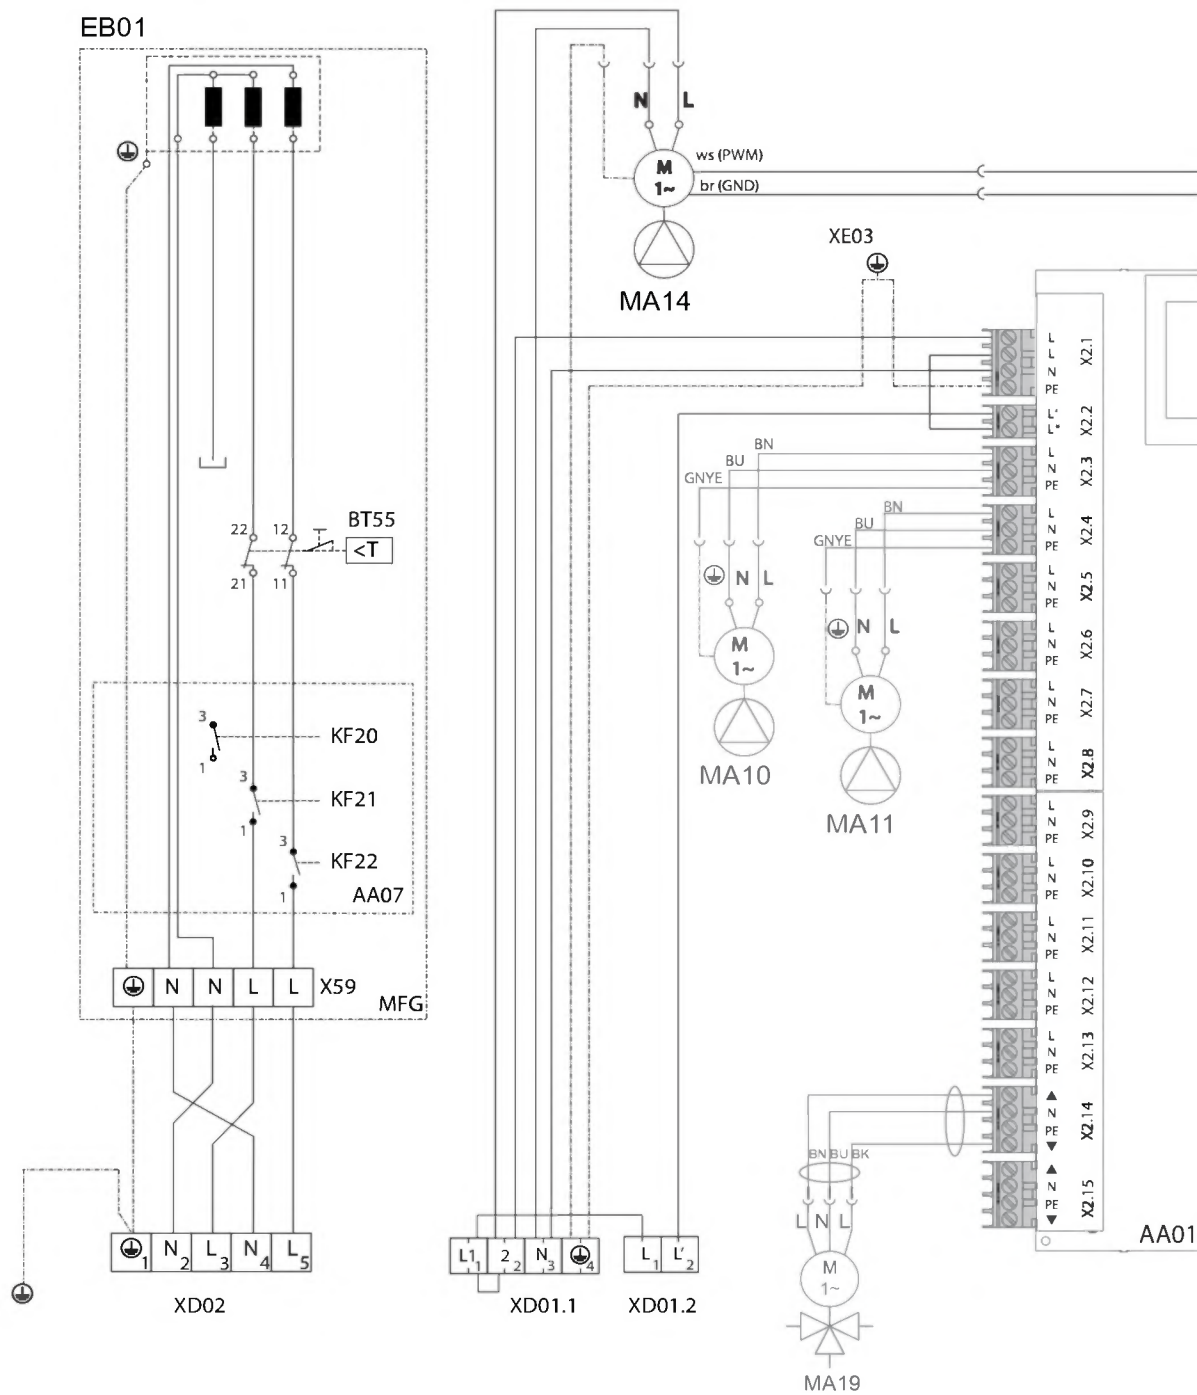 EB01
N L
M
1~
ws (PWM)
br (GND)
MA14
XE03
L
L
N
PE
X2.1
L'
L*
X2.2
BN
BU
GNYE
L
N
PE
X2.3
BN
BU
GNYE
L
N
PE
X2.4
22 12
BT55
<T
21 11
L
N
PE
X2.5
N L
M
1~
MA10
N L
M
1~
MA11
L
N
PE
X2.6
L
N
PE
X2.7
L
N
PE
X2.8
3
1
KF20
3
1
KF21
3
1
KF22
AA07
L
N
PE
X2.9
L
N
PE
X2.10
L
N
PE
X2.11
L
N
PE
X2.12
L
N
PE
X2.13
N N L L X59
MFG
▲
N
PE
▼
X2.14
▲
N
PE
▼
X2.15
BN BU BK
L N L
M
1~
MA19
AA01
1 N2 L3 N4 L5
XD02
L1 1 2 2 N 3 4
XD01.1
L1 L'2
XD01.2